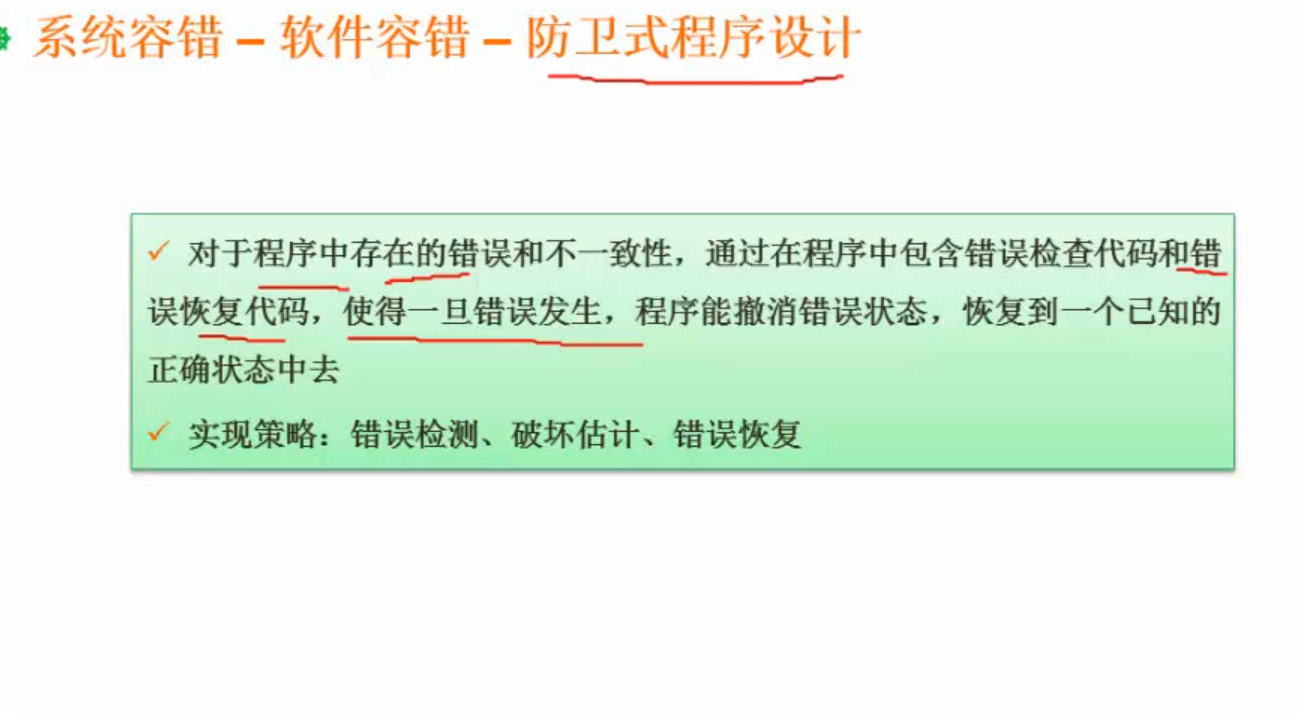 系统容错 – 软件容错 – 防卫式程序设计
✓ 对于程序中存在的错误和不一致性，通过在程序中包含错误检查代码和错
误恢复代码，使得一旦错误发生，程序能撤消错误状态，恢复到一个已知的
正确状态中去
✓ 实现策略：错误检测、破坏估计、错误恢复